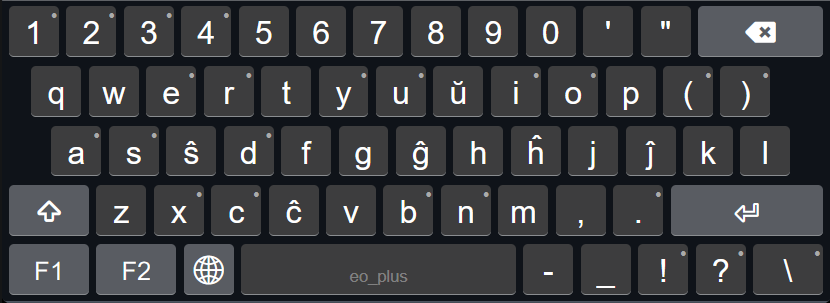 1 2 3 4 5 6 7 8 9 0 ' "
q w e r t y u ŭ i o p ( )
a s ŝ d f g ĝ h ĥ j ĵ k l
z x c ĉ v b n m , .
F1 F2 eo_plus - _ ! ? \